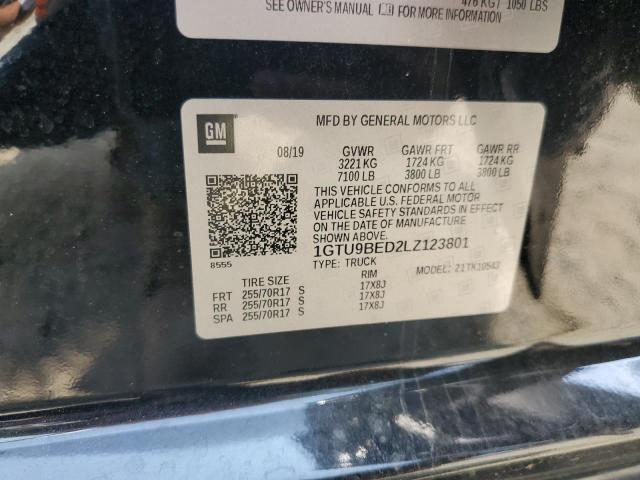 476 KG / 1050 LBS
SEE OWNER'S MANUAL FOR MORE INFORMATION
GM
MFD BY GENERAL MOTORS LLC
08/19 GVWR GAWR FRT GAWR RR
3221 KG 1724 KG 1724 KG
7100 LB 3800 LB 3800 LB
THIS VEHICLE CONFORMS TO ALL
APPLICABLE U.S. FEDERAL MOTOR
VEHICLE SAFETY STANDARDS IN EFFECT
ON THE DATE OF MANUFACTURE
SHOWN ABOVE.
1GTU9BED2LZ123801
8555
TYPE: TRUCK MODEL: 21TK10543
TIRE SIZE RIM
FRT 255/70R17 S 17X8J
RR 255/70R17 S 17X8J
SPA 255/70R17 S 17X8J